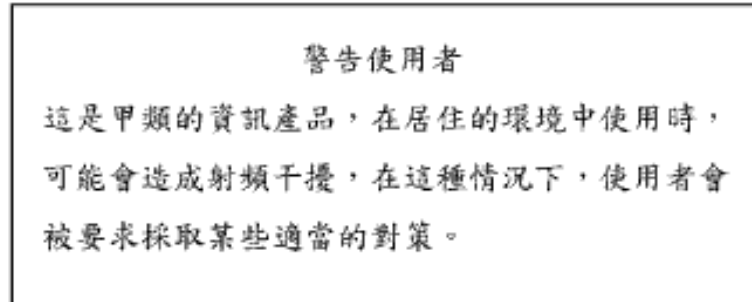 警告使用者
這是甲類的資訊產品，在居住的環境中使用時，
可能會造成射頻干擾，在這種情況下，使用者會
被要求採取某些適當的對策。